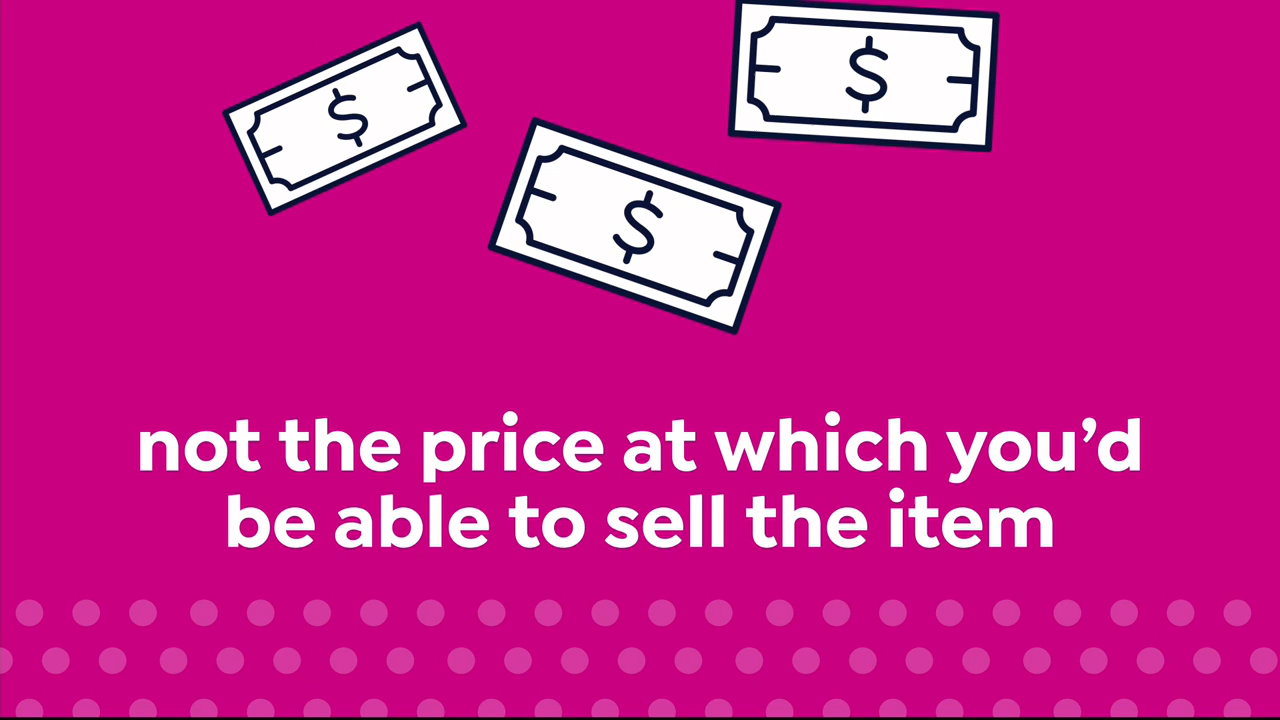 $
$
$
not the price at which you’d
be able to sell the item